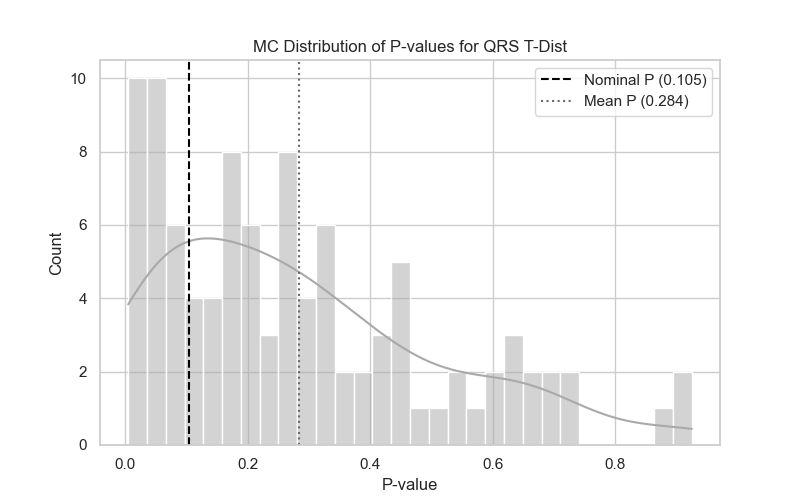 MC Distribution of P-values for QRS T-Dist
Nominal P (0.105)
Mean P (0.284)
Count
10
8
6
4
2
0
0.0 0.2 0.4 0.6 0.8
P-value